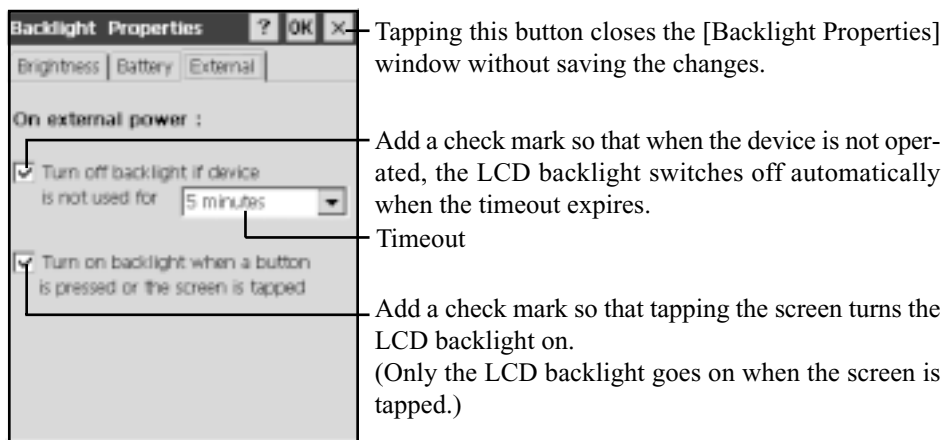 Backlight Properties ? OK ×
Brightness Battery External
On external power :
Turn off backlight if device
is not used for 5 minutes
Turn on backlight when a button
is pressed or the screen is tapped
Tapping this button closes the [Backlight Properties]
window without saving the changes.
Add a check mark so that when the device is not oper-
ated, the LCD backlight switches off automatically
when the timeout expires.
Timeout
Add a check mark so that tapping the screen turns the
LCD backlight on.
(Only the LCD backlight goes on when the screen is
tapped.)